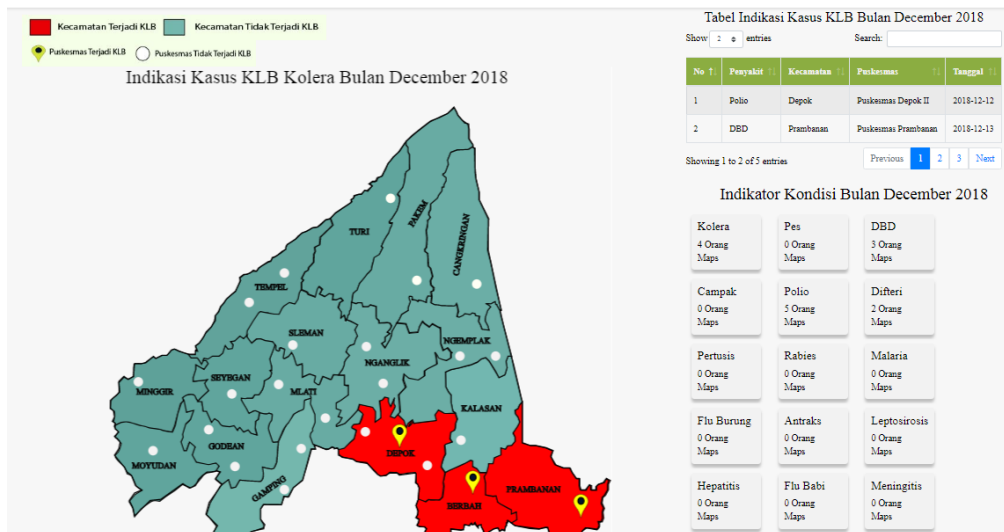 Kecamatan Terjadi KLB
Kecamatan Tidak Terjadi KLB
Puskesmas Terjadi KLB
Puskesmas Tidak Terjadi KLB
Indikasi Kasus KLB Kolera Bulan December 2018
TURI
PAKEM
CANGKRINGAN
TEMPEL
SLEMAN
NGEMPLAK
NGANGLIK
SEYEGAN
MINGGIR
MLATI
KALASAN
GODEAN
MOYUDAN
DEPOK
GAMPING
PRAMBANAN
BERBAH
Tabel Indikasi Kasus KLB Bulan December 2018
Show 2 entries
Search:
No Penyakit Kecamatan Puskesmas Tanggal
1 Polio Depok Puskesmas Depok II 2018-12-12
2 DBD Prambanan Puskesmas Prambanan 2018-12-13
Showing 1 to 2 of 5 entries
Previous 1 2 3 Next
Indikator Kondisi Bulan December 2018
Kolera
4 Orang
Maps
Pes
0 Orang
Maps
DBD
3 Orang
Maps
Campak
0 Orang
Maps
Polio
5 Orang
Maps
Difteri
2 Orang
Maps
Pertusis
0 Orang
Maps
Rabies
0 Orang
Maps
Malaria
0 Orang
Maps
Flu Burung
0 Orang
Maps
Antraks
0 Orang
Maps
Leptosirosis
0 Orang
Maps
Hepatitis
0 Orang
Maps
Flu Babi
0 Orang
Maps
Meningitis
0 Orang
Maps